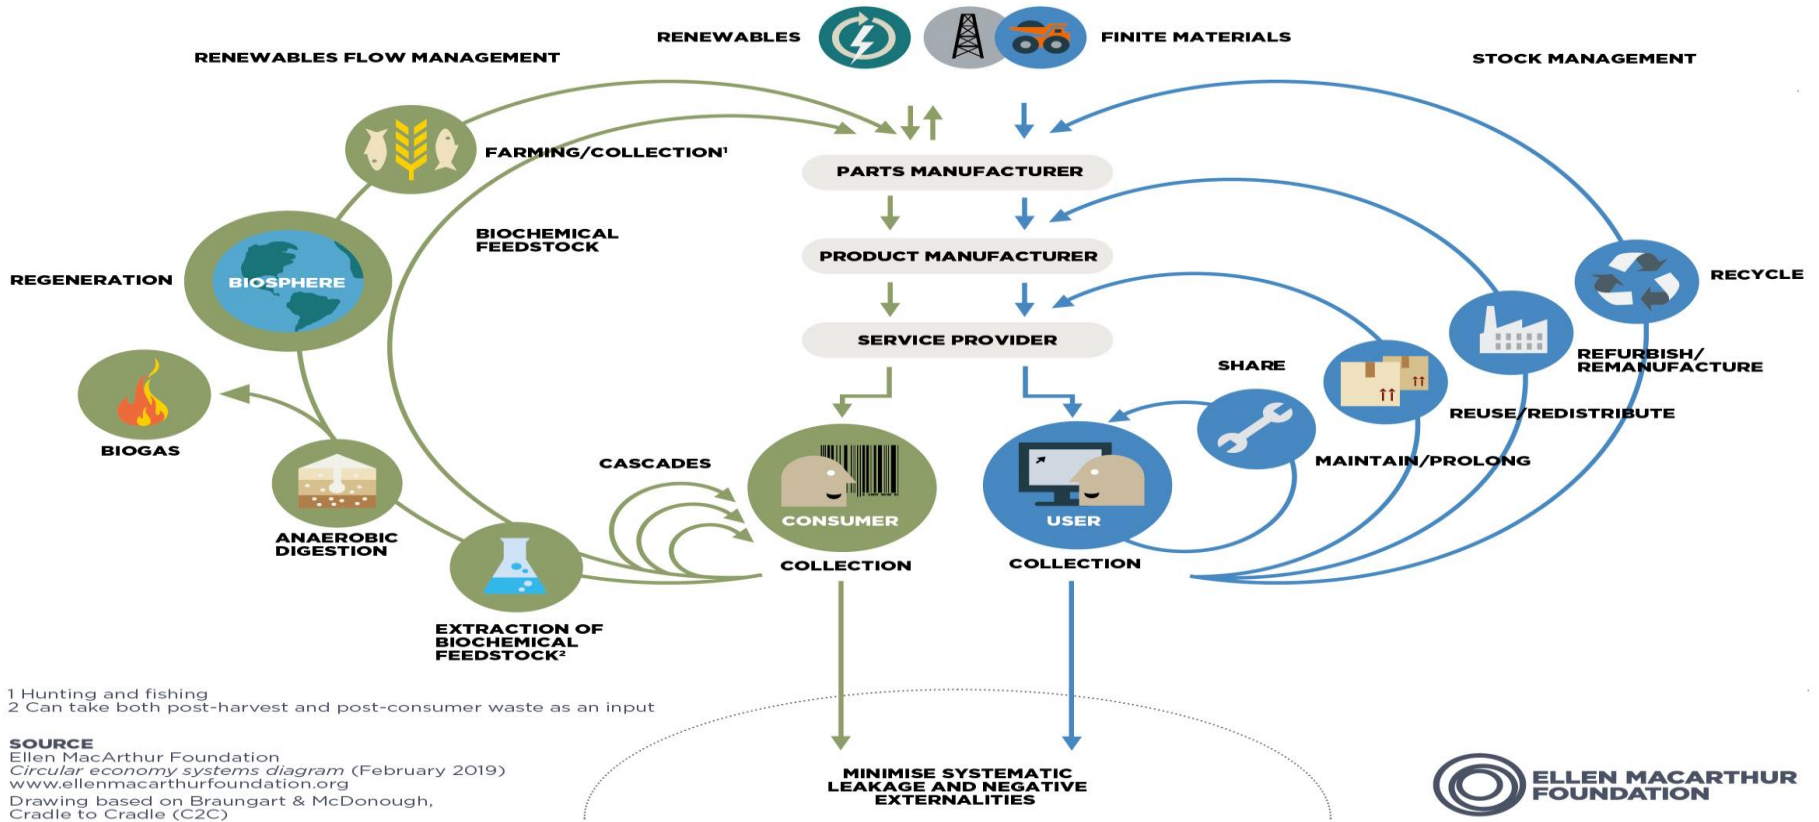 RENEWABLES
FINITE MATERIALS
RENEWABLES FLOW MANAGEMENT
STOCK MANAGEMENT
FARMING/COLLECTION¹
PARTS MANUFACTURER
BIOCHEMICAL
FEEDSTOCK
PRODUCT MANUFACTURER
REGENERATION
BIOSPHERE
RECYCLE
SERVICE PROVIDER
SHARE
REFURBISH/
REMANUFACTURE
REUSE/REDISTRIBUTE
BIOGAS
CASCADES
MAINTAIN/PROLONG
CONSUMER
USER
ANAEROBIC
DIGESTION
COLLECTION
COLLECTION
EXTRACTION OF
BIOCHEMICAL
FEEDSTOCK²
1 Hunting and fishing
2 Can take both post-harvest and post-consumer waste as an input
SOURCE
Ellen MacArthur Foundation
Circular economy systems diagram (February 2019)
www.ellenmacarthurfoundation.org
Drawing based on Braungart & McDonough,
Cradle to Cradle (C2C)
MINIMISE SYSTEMATIC
LEAKAGE AND NEGATIVE
EXTERNALITIES
ELLEN MACARTHUR
FOUNDATION